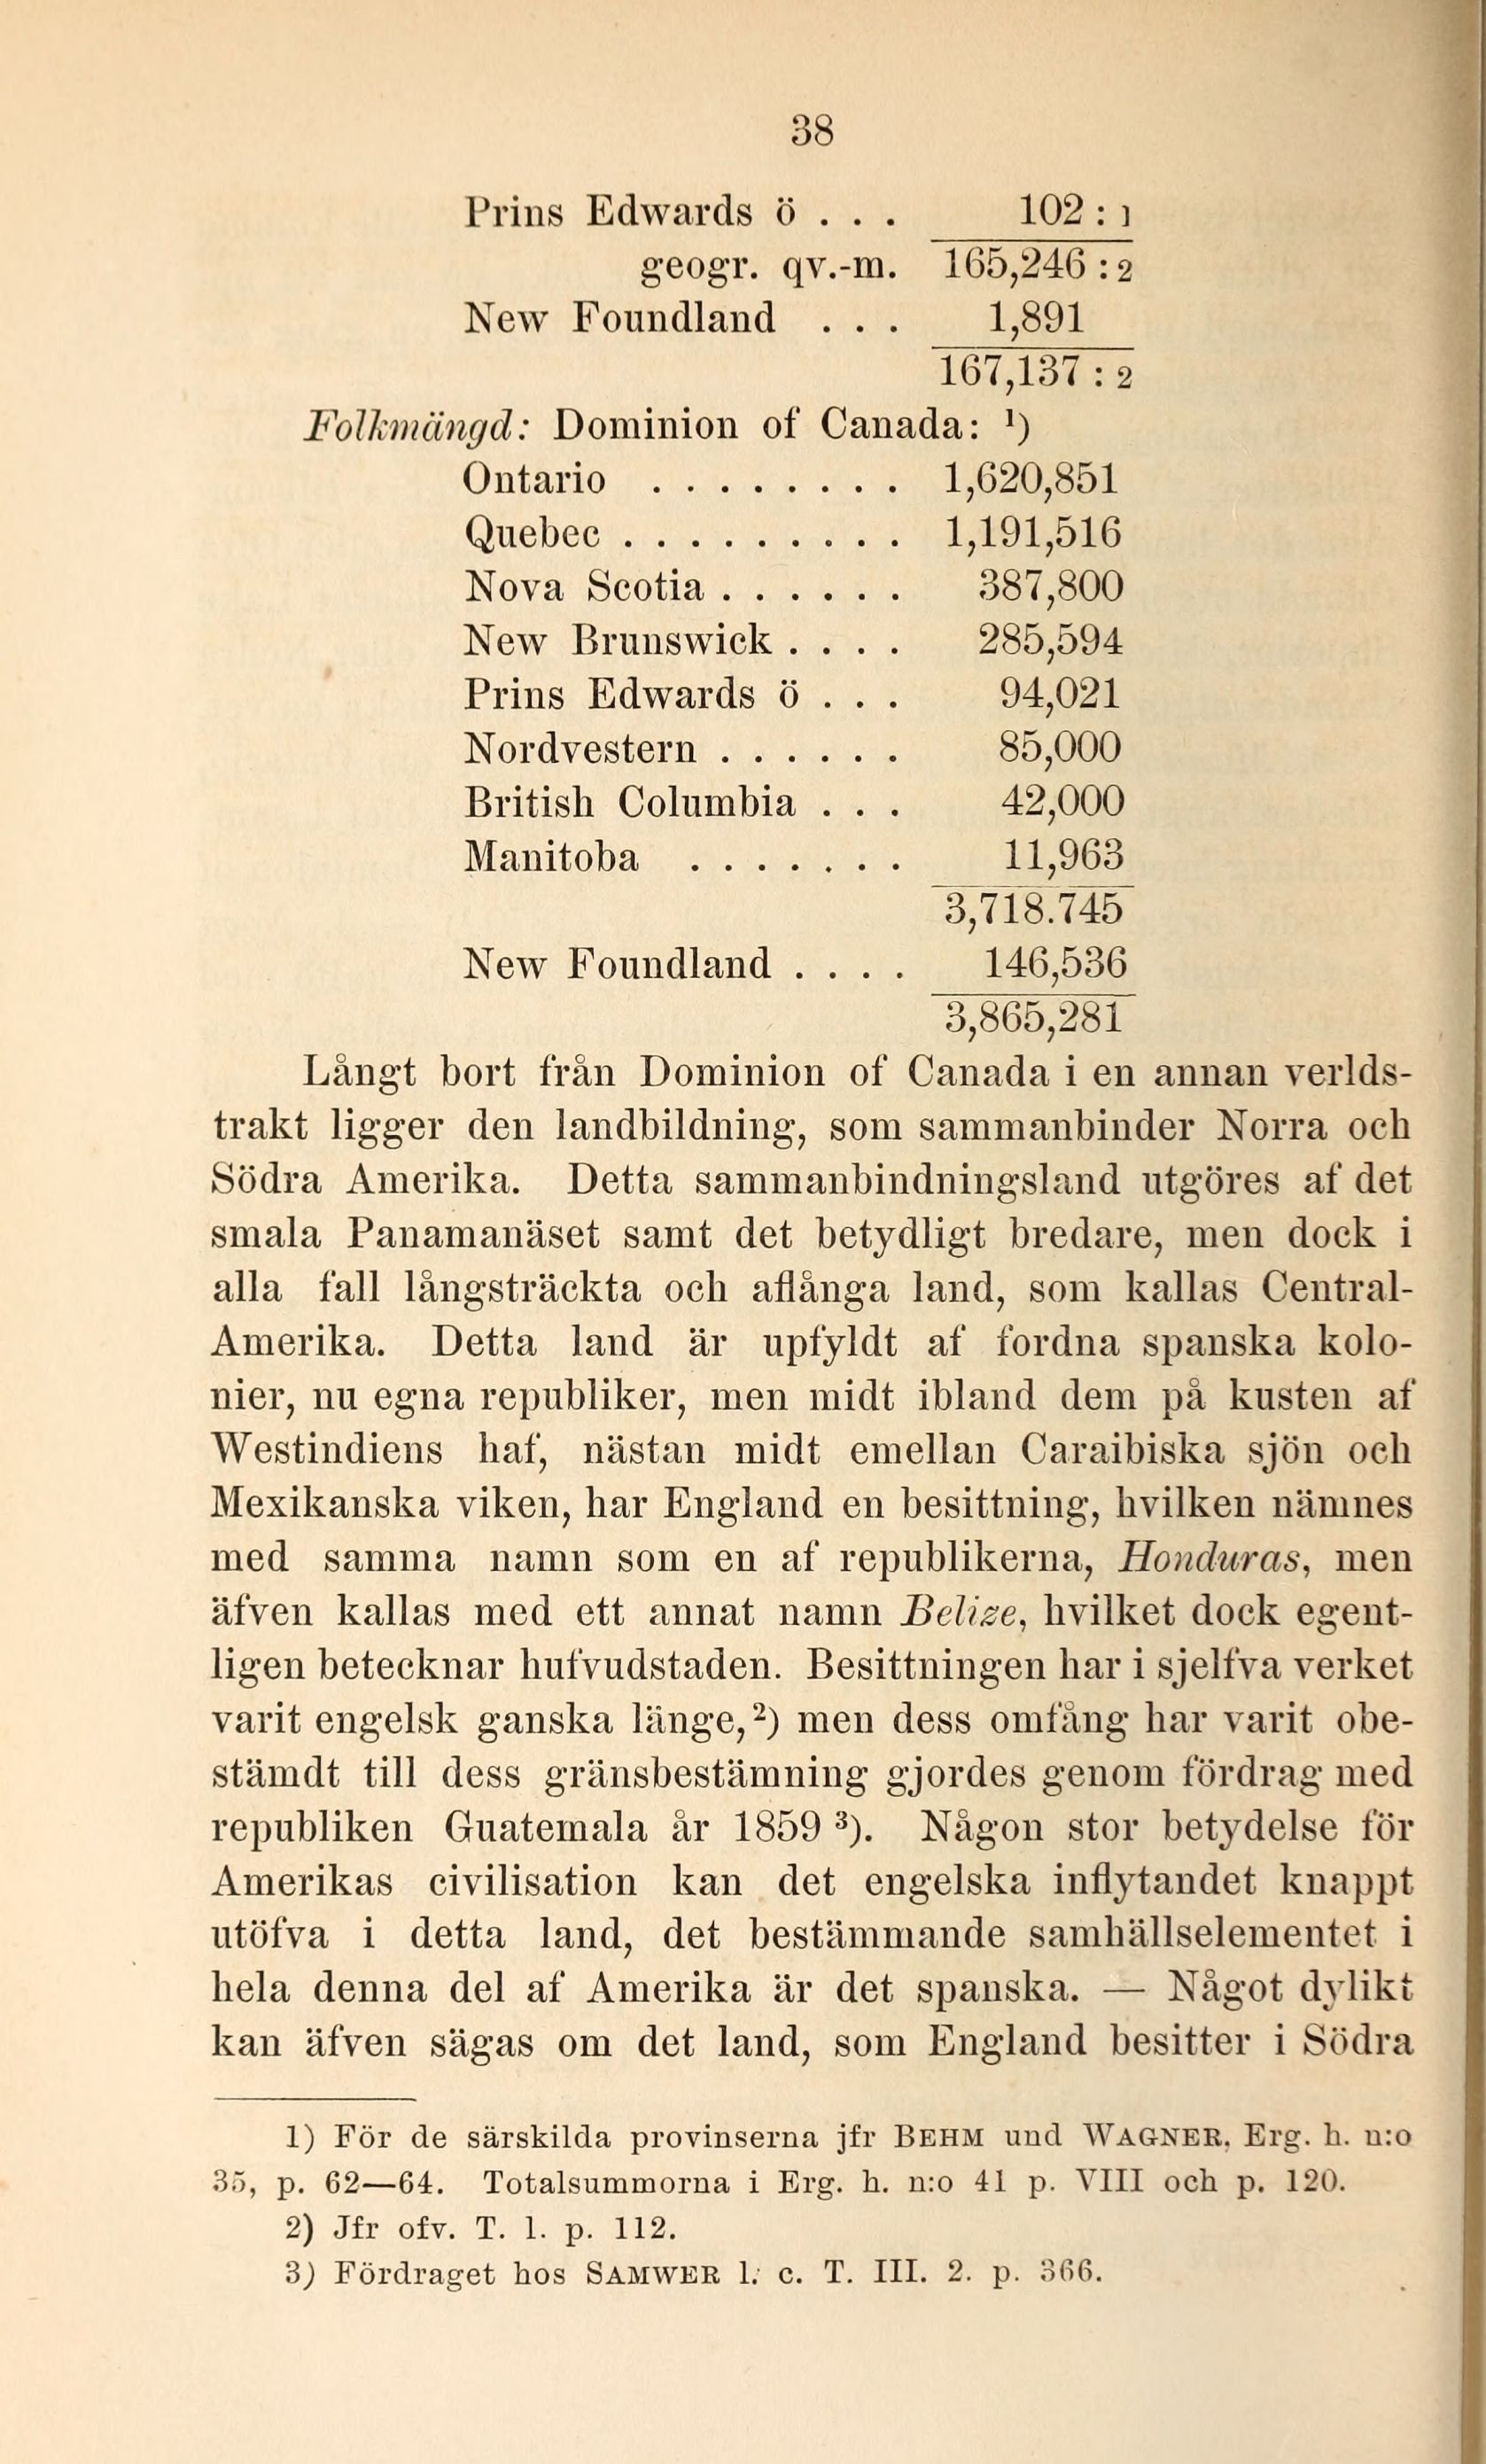 38
Prins Edwards ö . . . 102 : 1
geogr. qv.-m. 165,246 : 2
New Foundland . . . 1,891
167,137 : 2
Folkmängd: Dominion of Canada: ¹)
Ontario . . . . . . . . 1,620,851
Quebec . . . . . . . . . 1,191,516
Nova Scotia . . . . . . 387,800
New Brunswick . . . . 285,594
Prins Edwards ö . . . 94,021
Nordvestern . . . . . . 85,000
British Columbia . . . 42,000
Manitoba . . . . . . . 11,963
3,718.745
New Foundland . . . . 146,536
3,865,281
Långt bort från Dominion of Canada i en annan verlds-
trakt ligger den landbildning, som sammanbinder Norra och
Södra Amerika. Detta sammanbindningsland utgöres af det
smala Panamanäset samt det betydligt bredare, men dock i
alla fall långsträckta och aflånga land, som kallas Central-
Amerika. Detta land är upfyldt af fordna spanska kolo-
nier, nu egna republiker, men midt ibland dem på kusten af
Westindiens haf, nästan midt emellan Caraibiska sjön och
Mexikanska viken, har England en besittning, hvilken nämnes
med samma namn som en af republikerna, Honduras, men
äfven kallas med ett annat namn Belize, hvilket dock egent-
ligen betecknar hufvudstaden. Besittningen har i sjelfva verket
varit engelsk ganska länge,²) men dess omfång har varit obe-
stämdt till dess gränsbestämning gjordes genom fördrag med
republiken Guatemala år 1859 ³). Någon stor betydelse för
Amerikas civilisation kan det engelska inflytandet knappt
utöfva i detta land, det bestämmande samhällselementet i
hela denna del af Amerika är det spanska. — Något dylikt
kan äfven sägas om det land, som England besitter i Södra
1) För de särskilda provinserna jfr BEHM und WAGNER, Erg. h. n:o
35, p. 62—64. Totalsummorna i Erg. h. n:o 41 p. VIII och p. 120.
2) Jfr ofv. T. 1. p. 112.
3) Fördraget hos SAMWER l. c. T. III. 2. p. 366.